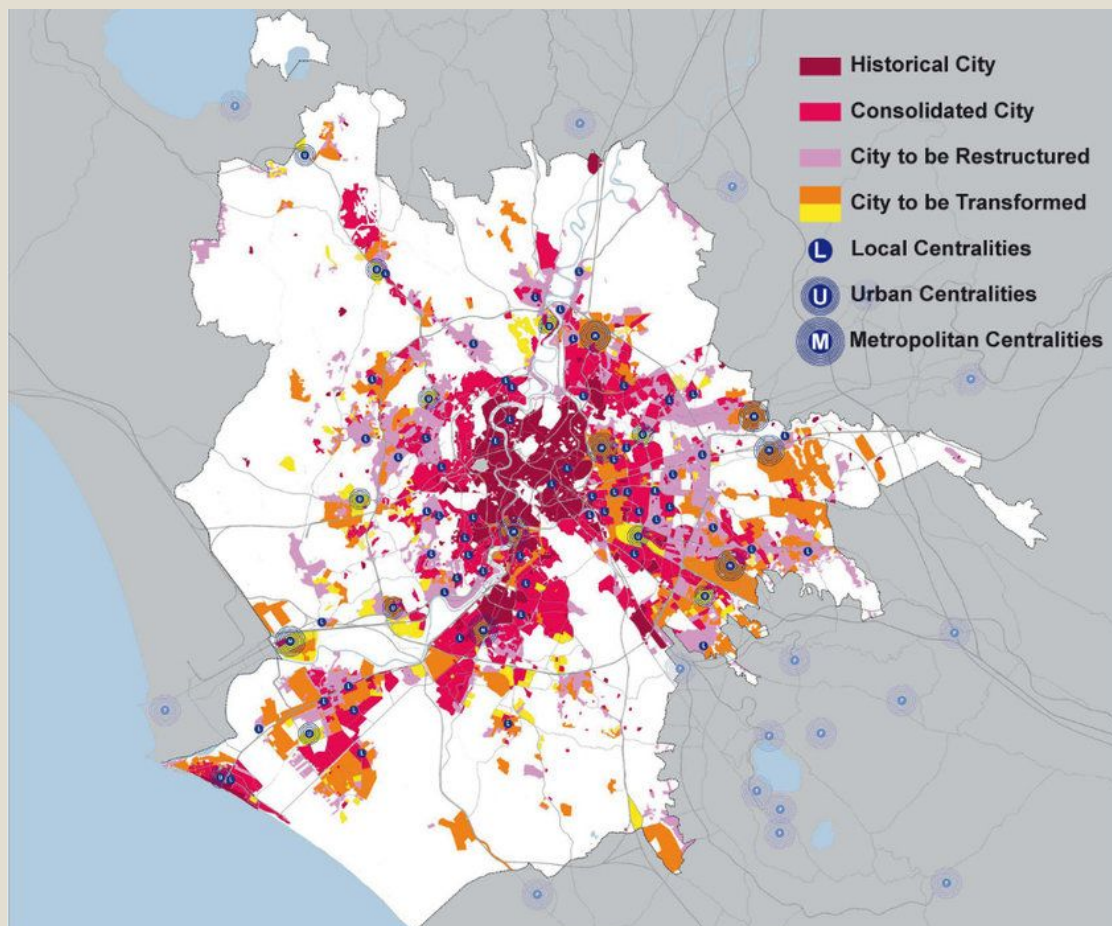 Historical City
Consolidated City
City to be Restructured
City to be Transformed
L Local Centralities
U Urban Centralities
M Metropolitan Centralities